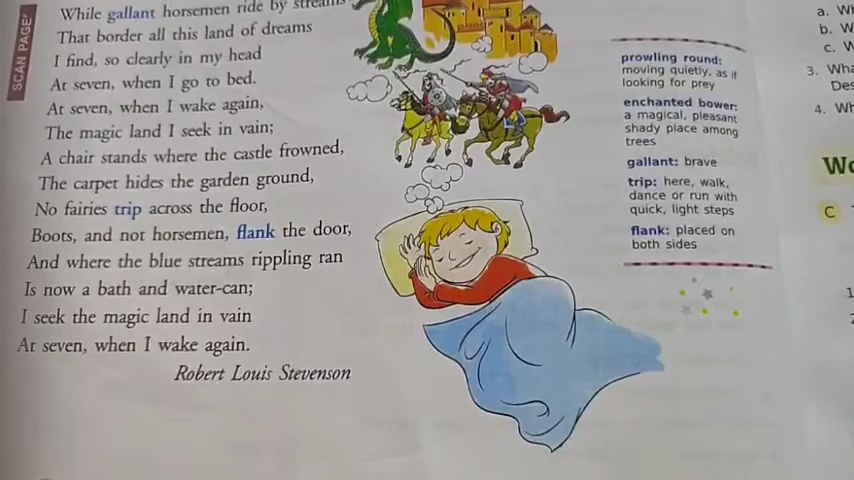 SCAN PAGE
While gallant horsemen ride by streams
That border all this land of dreams
I find, so clearly in my head
At seven, when I go to bed.
At seven, when I wake again,
The magic land I seek in vain;
A chair stands where the castle frowned,
The carpet hides the garden ground,
No fairies trip across the floor,
Boots, and not horsemen, flank the door,
And where the blue streams rippling ran
Is now a bath and water-can;
I seek the magic land in vain
At seven, when I wake again.
Robert Louis Stevenson
prowling round:
moving quietly, as if
looking for prey
enchanted bower:
a magical, pleasant
shady place among
trees
gallant: brave
trip: here, walk,
dance or run with
quick, light steps
flank: placed on
both sides
a.
b.
c.
3.
4.
C
1
2